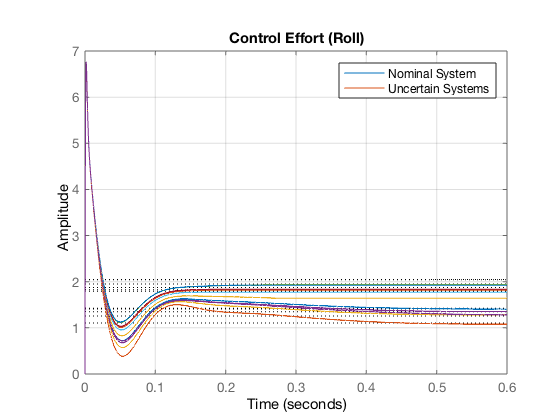 Control Effort (Roll)
Nominal System
Uncertain Systems
Amplitude
7
6
5
4
3
2
1
0
0 0.1 0.2 0.3 0.4 0.5 0.6
Time (seconds)